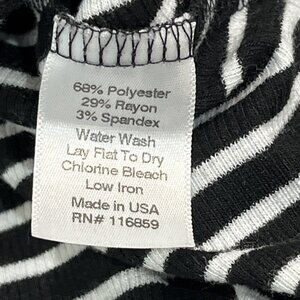 68% Polyester
29% Rayon
3% Spandex
Water Wash
Lay Flat To Dry
Chlorine Bleach
Low Iron
Made in USA
RN# 116859